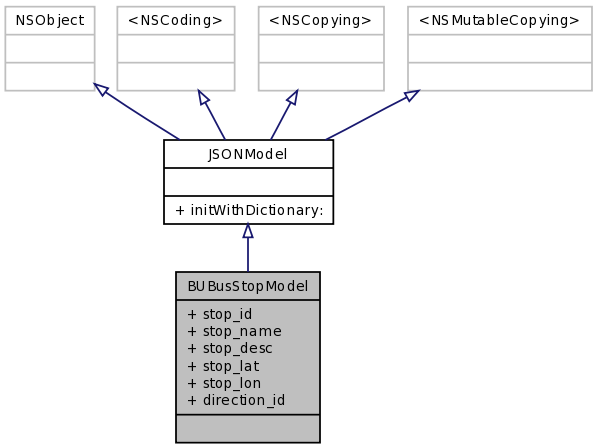 NSObject
<NSCoding>
<NSCopying>
<NSMutableCopying>
JSONModel
+ initWithDictionary:
BUBusStopModel
+ stop_id
+ stop_name
+ stop_desc
+ stop_lat
+ stop_lon
+ direction_id